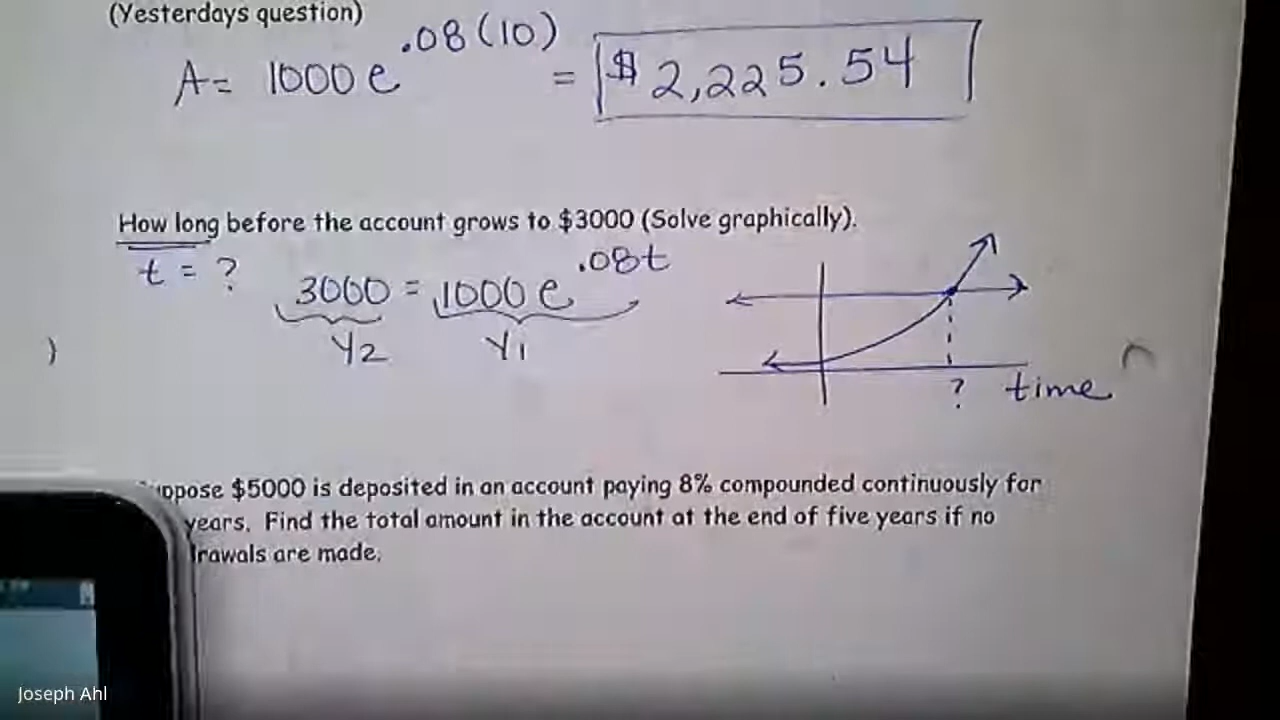 (Yesterdays question)
A = 1000 e^.08(10) = $2,225.54
How long before the account grows to $3000 (Solve graphically).
t = ? 3000 = 1000 e^.08t
Y2 Y1
? time
$5000 is deposited in an account paying 8% compounded continuously for
years. Find the total amount in the account at the end of five years if no
are made.
Joseph Ahl